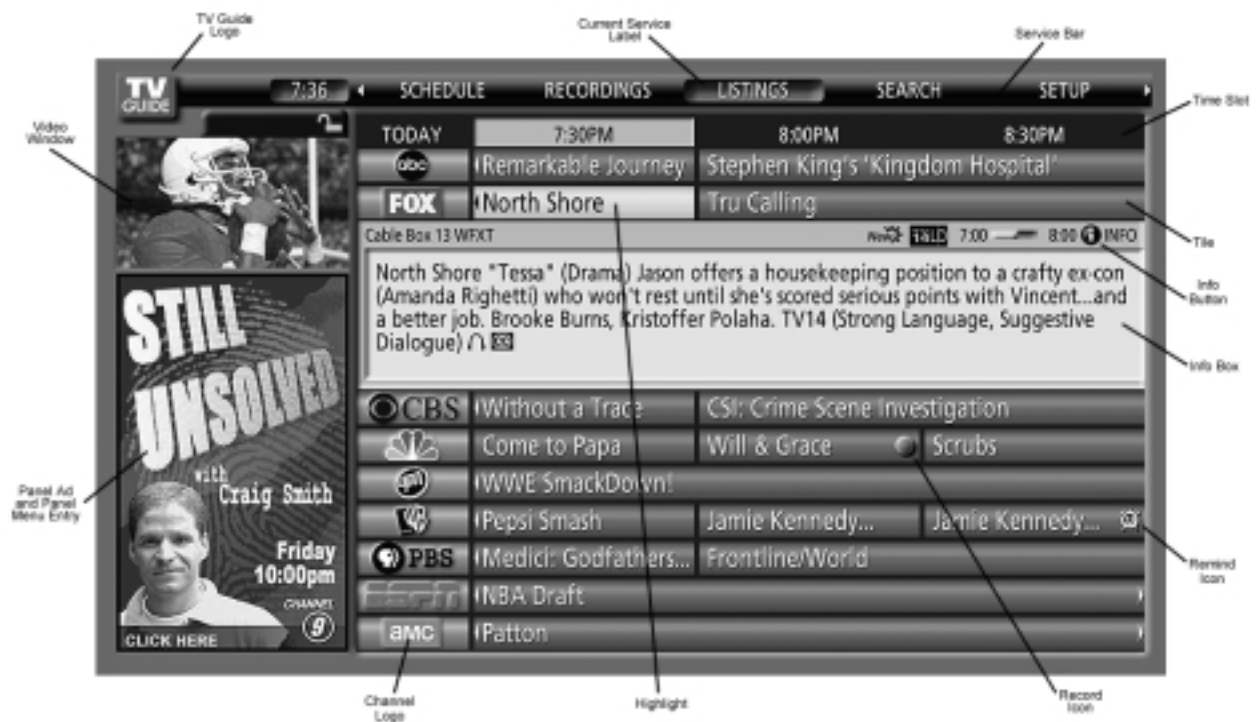 TV Guide
Logo
Current Service
Label
Service Bar
TV
GUIDE
7:36
SCHEDULE RECORDINGS LISTINGS SEARCH SETUP
Time Slot
Video
Window
TODAY 7:30PM 8:00PM 8:30PM
abc Remarkable Journey Stephen King's 'Kingdom Hospital'
FOX North Shore Tru Calling
Tile
Cable Box 13 WFXT 7:00 8:00 INFO
Info
Button
North Shore "Tessa" (Drama) Jason offers a housekeeping position to a crafty ex-con
(Amanda Righetti) who won't rest until she's scored serious points with Vincent...and
a better job. Brooke Burns, Kristoffer Polaha. TV14 (Strong Language, Suggestive
Dialogue)
Info Box
STILL
UNSOLVED
with
Craig Smith
Friday
10:00pm
CHANNEL
9
CLICK HERE
Panel Ad
and Panel
Menu Entry
CBS Without a Trace CSI: Crime Scene Investigation
Come to Papa Will & Grace Scrubs
WWE SmackDown!
Pepsi Smash Jamie Kennedy... Jamie Kennedy...
PBS Medici: Godfathers... Frontline/World
Remind
Icon
ESPN NBA Draft
amc Patton
Channel
Logo
Highlight
Record
Icon